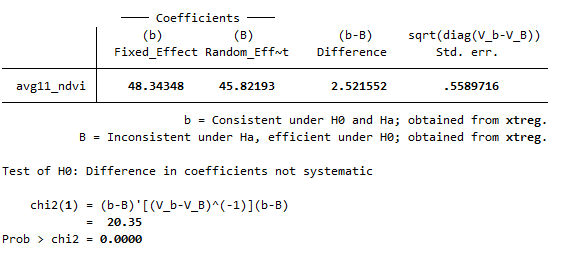 Coefficients
(b) (B) (b-B) sqrt(diag(V_b-V_B))
Fixed_Effect Random_Eff~t Difference Std. err.
avg11_ndvi 48.34348 45.82193 2.521552 .5589716
b = Consistent under H0 and Ha; obtained from xtreg.
B = Inconsistent under Ha, efficient under H0; obtained from xtreg.
Test of H0: Difference in coefficients not systematic
chi2(1) = (b-B)'[(V_b-V_B)^(-1)](b-B)
= 20.35
Prob > chi2 = 0.0000